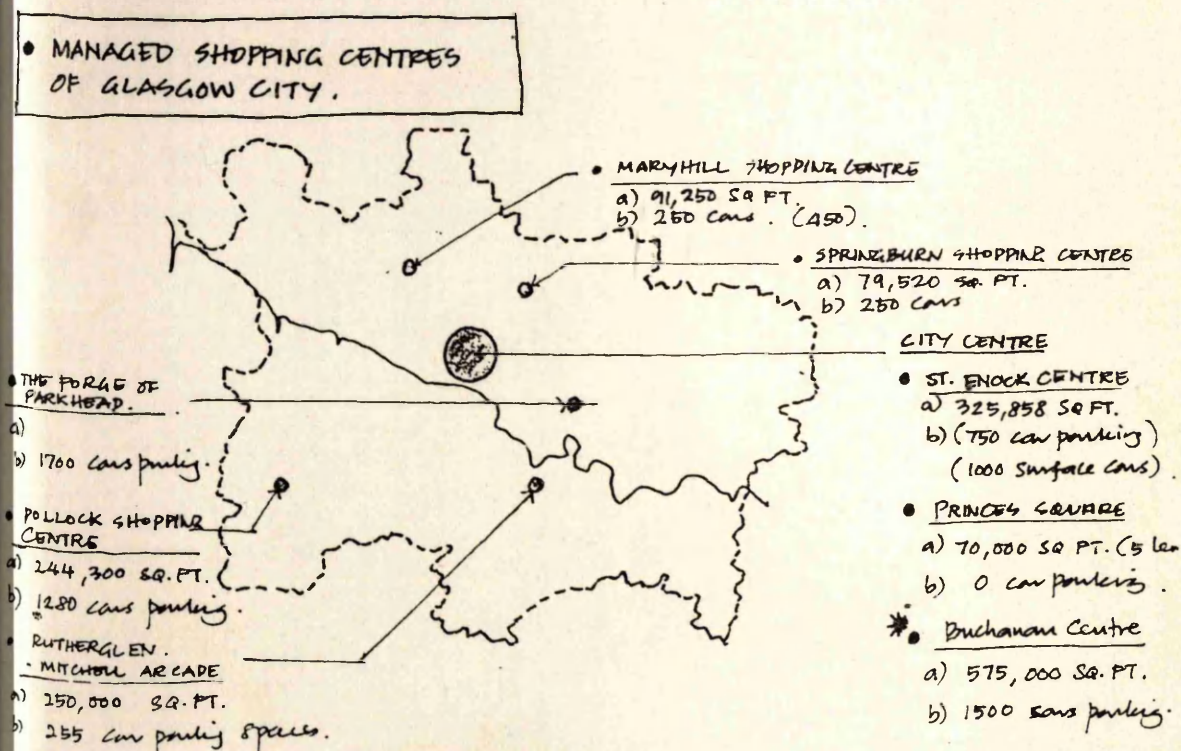 • MANAGED SHOPPING CENTRES
OF GLASGOW CITY.
• MARYHILL SHOPPING CENTRE
a) 91,250 SQ FT.
b) 250 cars. (450).
• SPRINGBURN SHOPPING CENTRE
a) 79,520 SQ. FT.
b) 250 cars
CITY CENTRE
• ST. ENOCK CENTRE
a) 325,858 SQ FT.
b) (750 car parking)
(1000 surface cars).
• PRINCES SQUARE
a) 70,000 SQ FT. (5
b) 0 car parking.
* • Buchanan Centre
a) 575,000 SQ. FT.
b) 1500 cars parking.
• THE FORGE OF
PARKHEAD.
a)
b) 1700 cars parking.
• POLLOCK SHOPPING
CENTRE
a) 244,300 SQ. FT.
b) 1280 cars parking.
• RUTHERGLEN.
- MITCHELL ARCADE
a) 250,000 SQ. FT.
b) 255 car parking spaces.